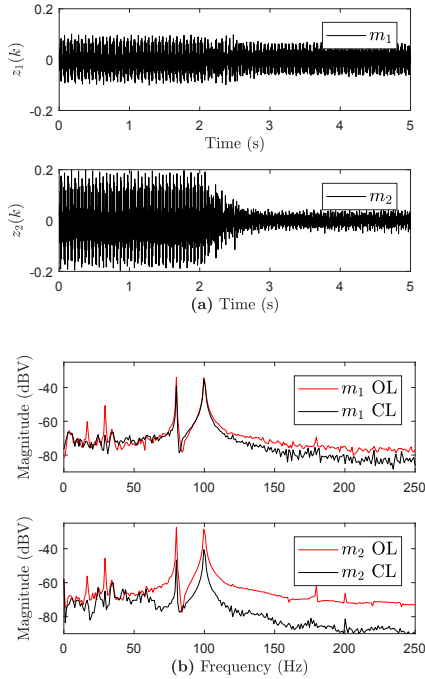 0.2
z₁(k)
0
-0.2
m₁
0 1 2 3 4 5
Time (s)
0.2
z₂(k)
0
-0.2
m₂
0 1 2 3 4 5
(a) Time (s)
Magnitude (dBV)
-40
-60
-80
m₁ OL
m₁ CL
0 50 100 150 200 250
Magnitude (dBV)
-40
-60
-80
m₂ OL
m₂ CL
0 50 100 150 200 250
(b) Frequency (Hz)